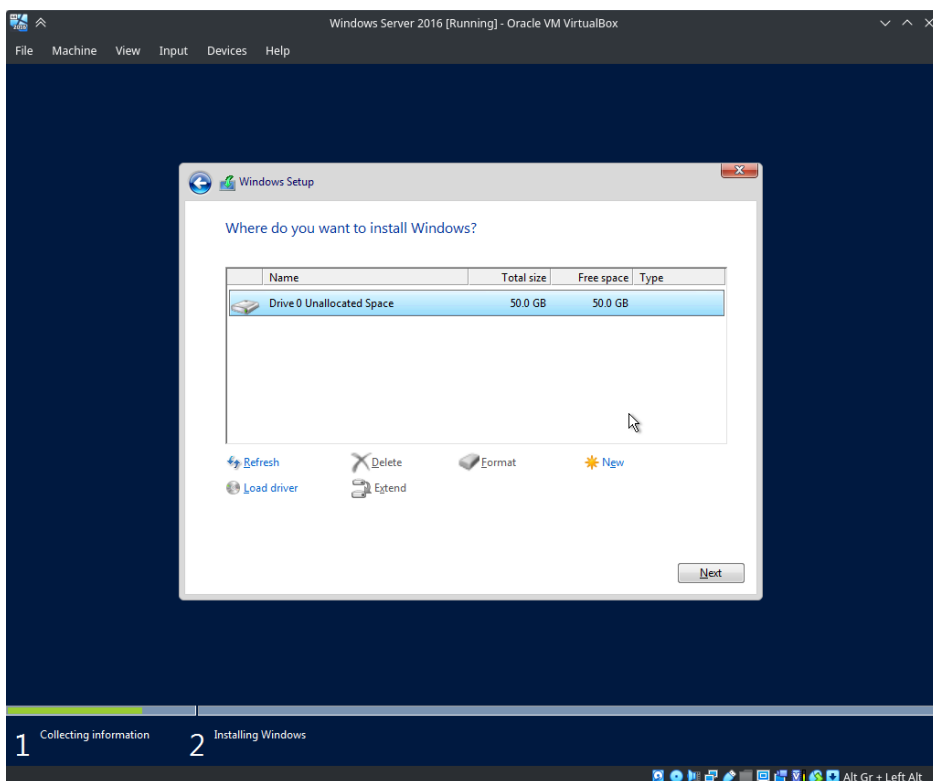 Windows Server 2016 [Running] - Oracle VM VirtualBox
File Machine View Input Devices Help
Windows Setup
Where do you want to install Windows?
Name Total size Free space Type
Drive 0 Unallocated Space 50.0 GB 50.0 GB
Refresh Delete Format New
Load driver Extend
Next
1 Collecting information 2 Installing Windows
Alt Gr + Left Alt